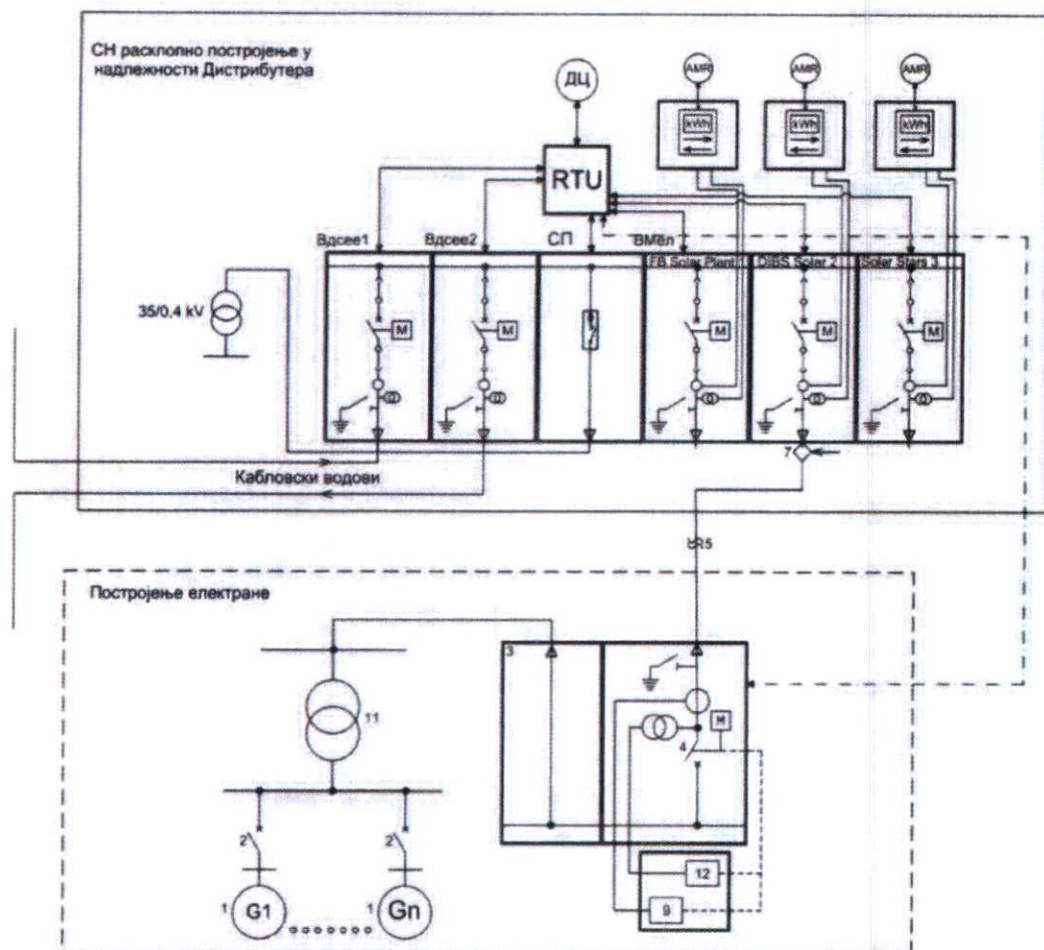 СН расклопно постројење у
надлежности Дистрибутера
ДЦ
AMR
AMR
AMR
kWh
kWh
kWh
RTU
Вдсее1
Вдсее2
СП
ВМел
FB Solar Plant
DIBS Solar 2
Solar Stars 3
35/0,4 kV
M
M
M
M
M
7
Кабловски водови
Постројење електране
3
11
M
4
2
2
12
9
1
G1
1
Gn